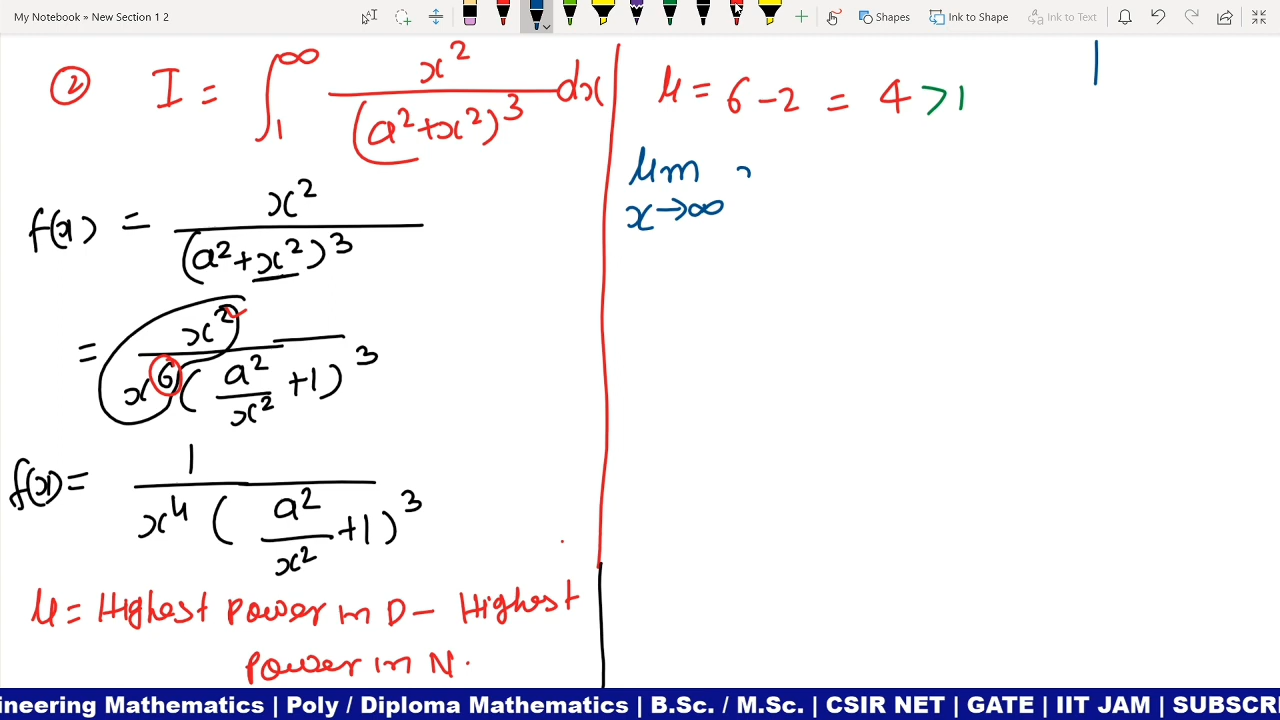 My Notebook » New Section 1 2
Shapes
Ink to Shape
Ink to Text
② I = ∫₁^∞ x²/(a²+x²)³ dx
f(x) = x²/(a²+x²)³
= x²/(x⁶(a²/x²+1)³)
f(x) = 1/(x⁴(a²/x²+1)³)
μ = Highest Power in D – Highest
Power in N.
μ = 6 – 2 = 4 > 1
lim x→∞
ineering Mathematics | Poly / Diploma Mathematics | B.Sc. / M.Sc. | CSIR NET | GATE | IIT JAM | SUBSCR